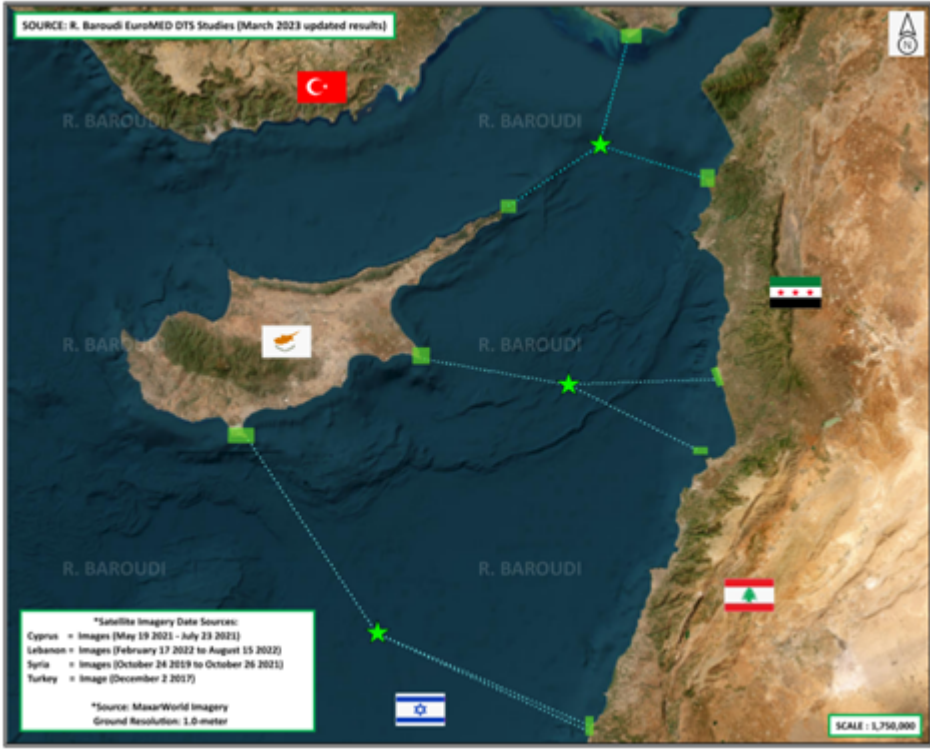 SOURCE: R. Baroudi EuroMED DTS Studies (March 2023 updated results)
N
R. BAROUDI
R. BAROUDI
R. BAROUDI
R. BAROUDI
R. BAROUDI
R. BAROUDI
*Satellite Imagery Date Sources:
Cyprus = Images (May 19 2021 - July 23 2021)
Lebanon = Images (February 17 2022 to August 15 2022)
Syria = Images (October 24 2019 to October 26 2021)
Turkey = Image (December 2 2017)
*Source: MaxarWorld Imagery
Ground Resolution: 1.0-meter
SCALE : 1,750,000